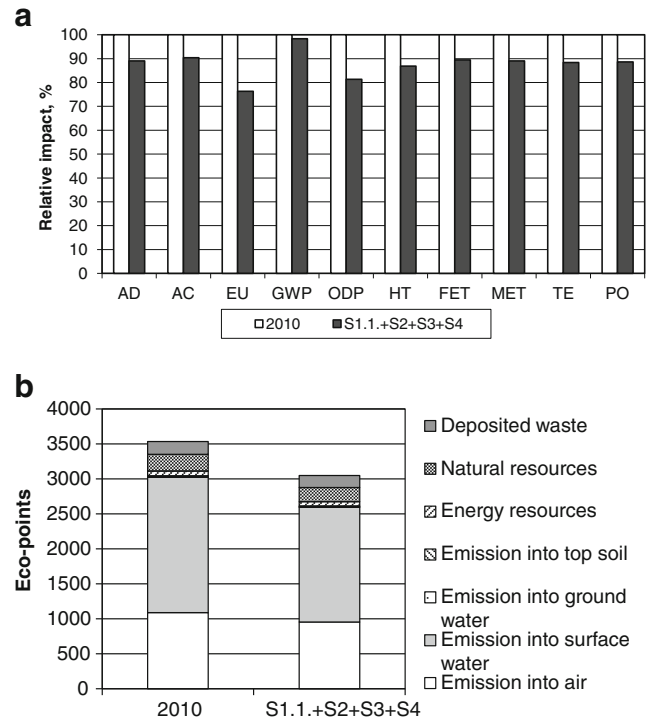 a
100
90
80
70
60
50
40
30
20
10
0
Relative impact, %
AD AC EU GWP ODP HT FET MET TE PO
2010 S1.1.+S2+S3+S4
b
4000
3500
3000
2500
2000
1500
1000
500
0
Eco-points
2010 S1.1.+S2+S3+S4
Deposited waste
Natural resources
Energy resources
Emission into top soil
Emission into ground
water
Emission into surface
water
Emission into air